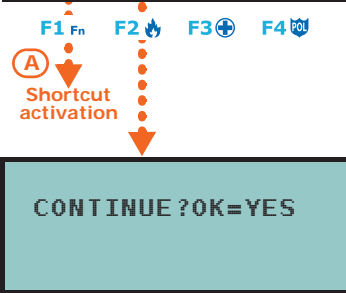 F1 Fn F2 F3 F4 POL
A
Shortcut
activation
CONTINUE?OK=YES